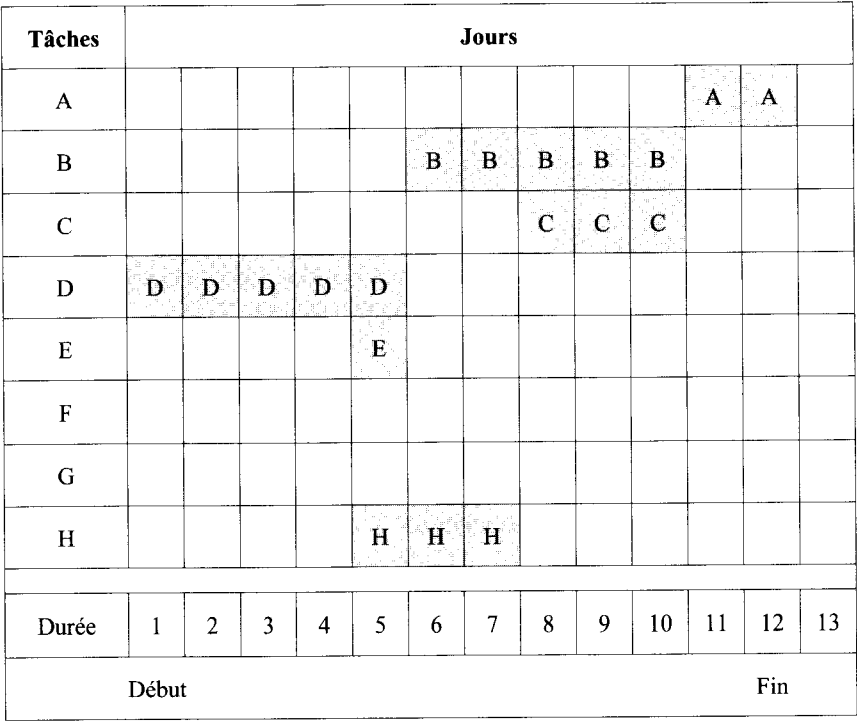 Tâches Jours
A A A
B B B B B B
C C C C
D D D D D D
E E
F
G
H H H H
Durée 1 2 3 4 5 6 7 8 9 10 11 12 13
Début Fin